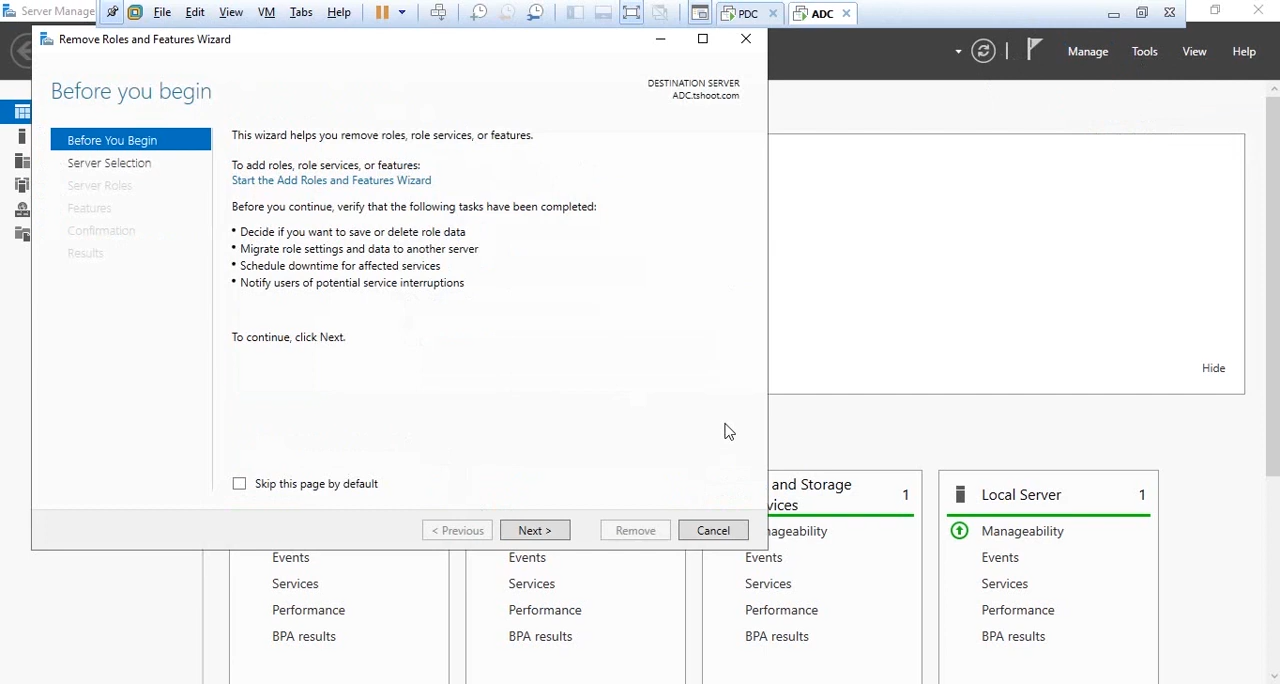 Server Manage
File Edit View VM Tabs Help
PDC
ADC
Remove Roles and Features Wizard
Manage Tools View Help
Before you begin
DESTINATION SERVER
ADC.tshoot.com
Before You Begin
Server Selection
Server Roles
Features
Confirmation
Results
This wizard helps you remove roles, role services, or features.
To add roles, role services, or features:
Start the Add Roles and Features Wizard
Before you continue, verify that the following tasks have been completed:
• Decide if you want to save or delete role data
• Migrate role settings and data to another server
• Schedule downtime for affected services
• Notify users of potential service interruptions
To continue, click Next.
Skip this page by default
< Previous Next > Remove Cancel
Hide
Events
Services
Performance
BPA results
Events
Services
Performance
BPA results
and Storage 1
vices
nageability
Events
Services
Performance
BPA results
Local Server 1
Manageability
Events
Services
Performance
BPA results